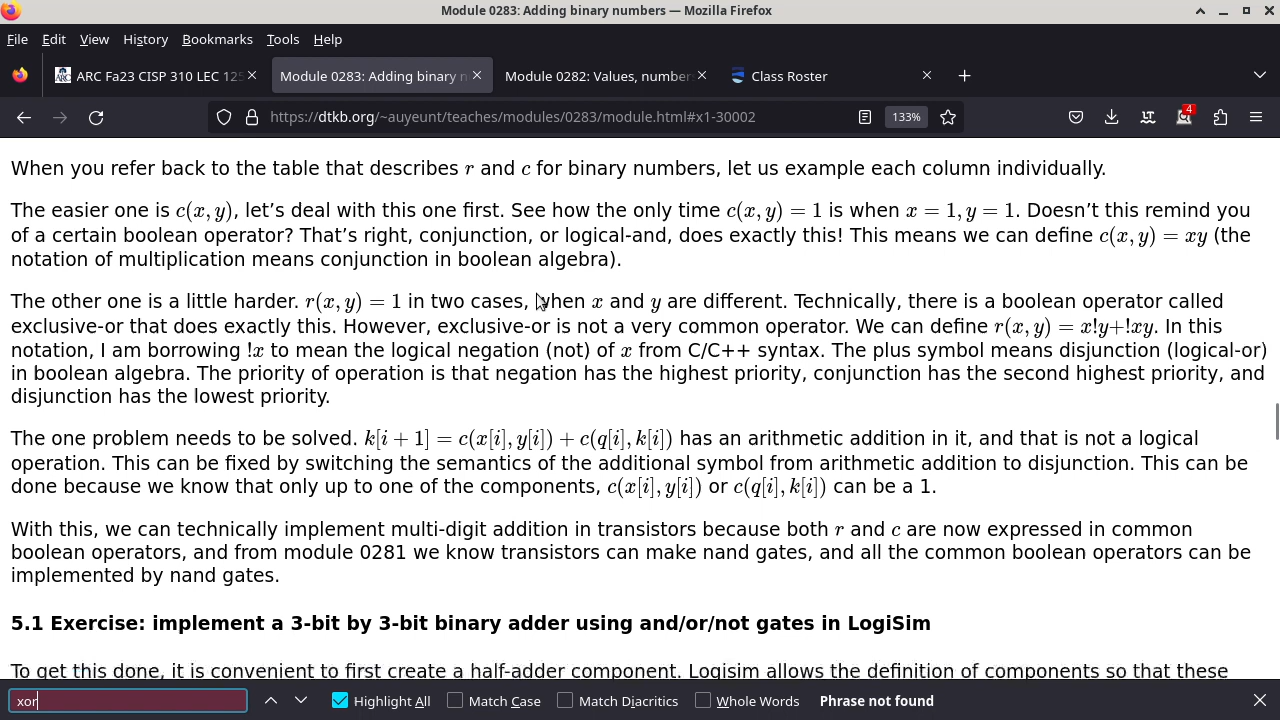 Module 0283: Adding binary numbers — Mozilla Firefox
File Edit View History Bookmarks Tools Help
ARC Fa23 CISP 310 LEC 125 Module 0283: Adding binary n Module 0282: Values, number Class Roster
https://dtkb.org/~auyeunt/teaches/modules/0283/module.html#x1-30002 133% 4
When you refer back to the table that describes r and c for binary numbers, let us example each column individually.
The easier one is c(x, y), let’s deal with this one first. See how the only time c(x, y) = 1 is when x = 1, y = 1. Doesn’t this remind you
of a certain boolean operator? That’s right, conjunction, or logical-and, does exactly this! This means we can define c(x, y) = xy (the
notation of multiplication means conjunction in boolean algebra).
The other one is a little harder. r(x, y) = 1 in two cases, when x and y are different. Technically, there is a boolean operator called
exclusive-or that does exactly this. However, exclusive-or is not a very common operator. We can define r(x, y) = x!y+!xy. In this
notation, I am borrowing !x to mean the logical negation (not) of x from C/C++ syntax. The plus symbol means disjunction (logical-or)
in boolean algebra. The priority of operation is that negation has the highest priority, conjunction has the second highest priority, and
disjunction has the lowest priority.
The one problem needs to be solved. k[i + 1] = c(x[i], y[i]) + c(q[i], k[i]) has an arithmetic addition in it, and that is not a logical
operation. This can be fixed by switching the semantics of the additional symbol from arithmetic addition to disjunction. This can be
done because we know that only up to one of the components, c(x[i], y[i]) or c(q[i], k[i]) can be a 1.
With this, we can technically implement multi-digit addition in transistors because both r and c are now expressed in common
boolean operators, and from module 0281 we know transistors can make nand gates, and all the common boolean operators can be
implemented by nand gates.
5.1 Exercise: implement a 3-bit by 3-bit binary adder using and/or/not gates in LogiSim
To get this done, it is convenient to first create a half-adder component. Logisim allows the definition of components so that these
xor Highlight All Match Case Match Diacritics Whole Words Phrase not found